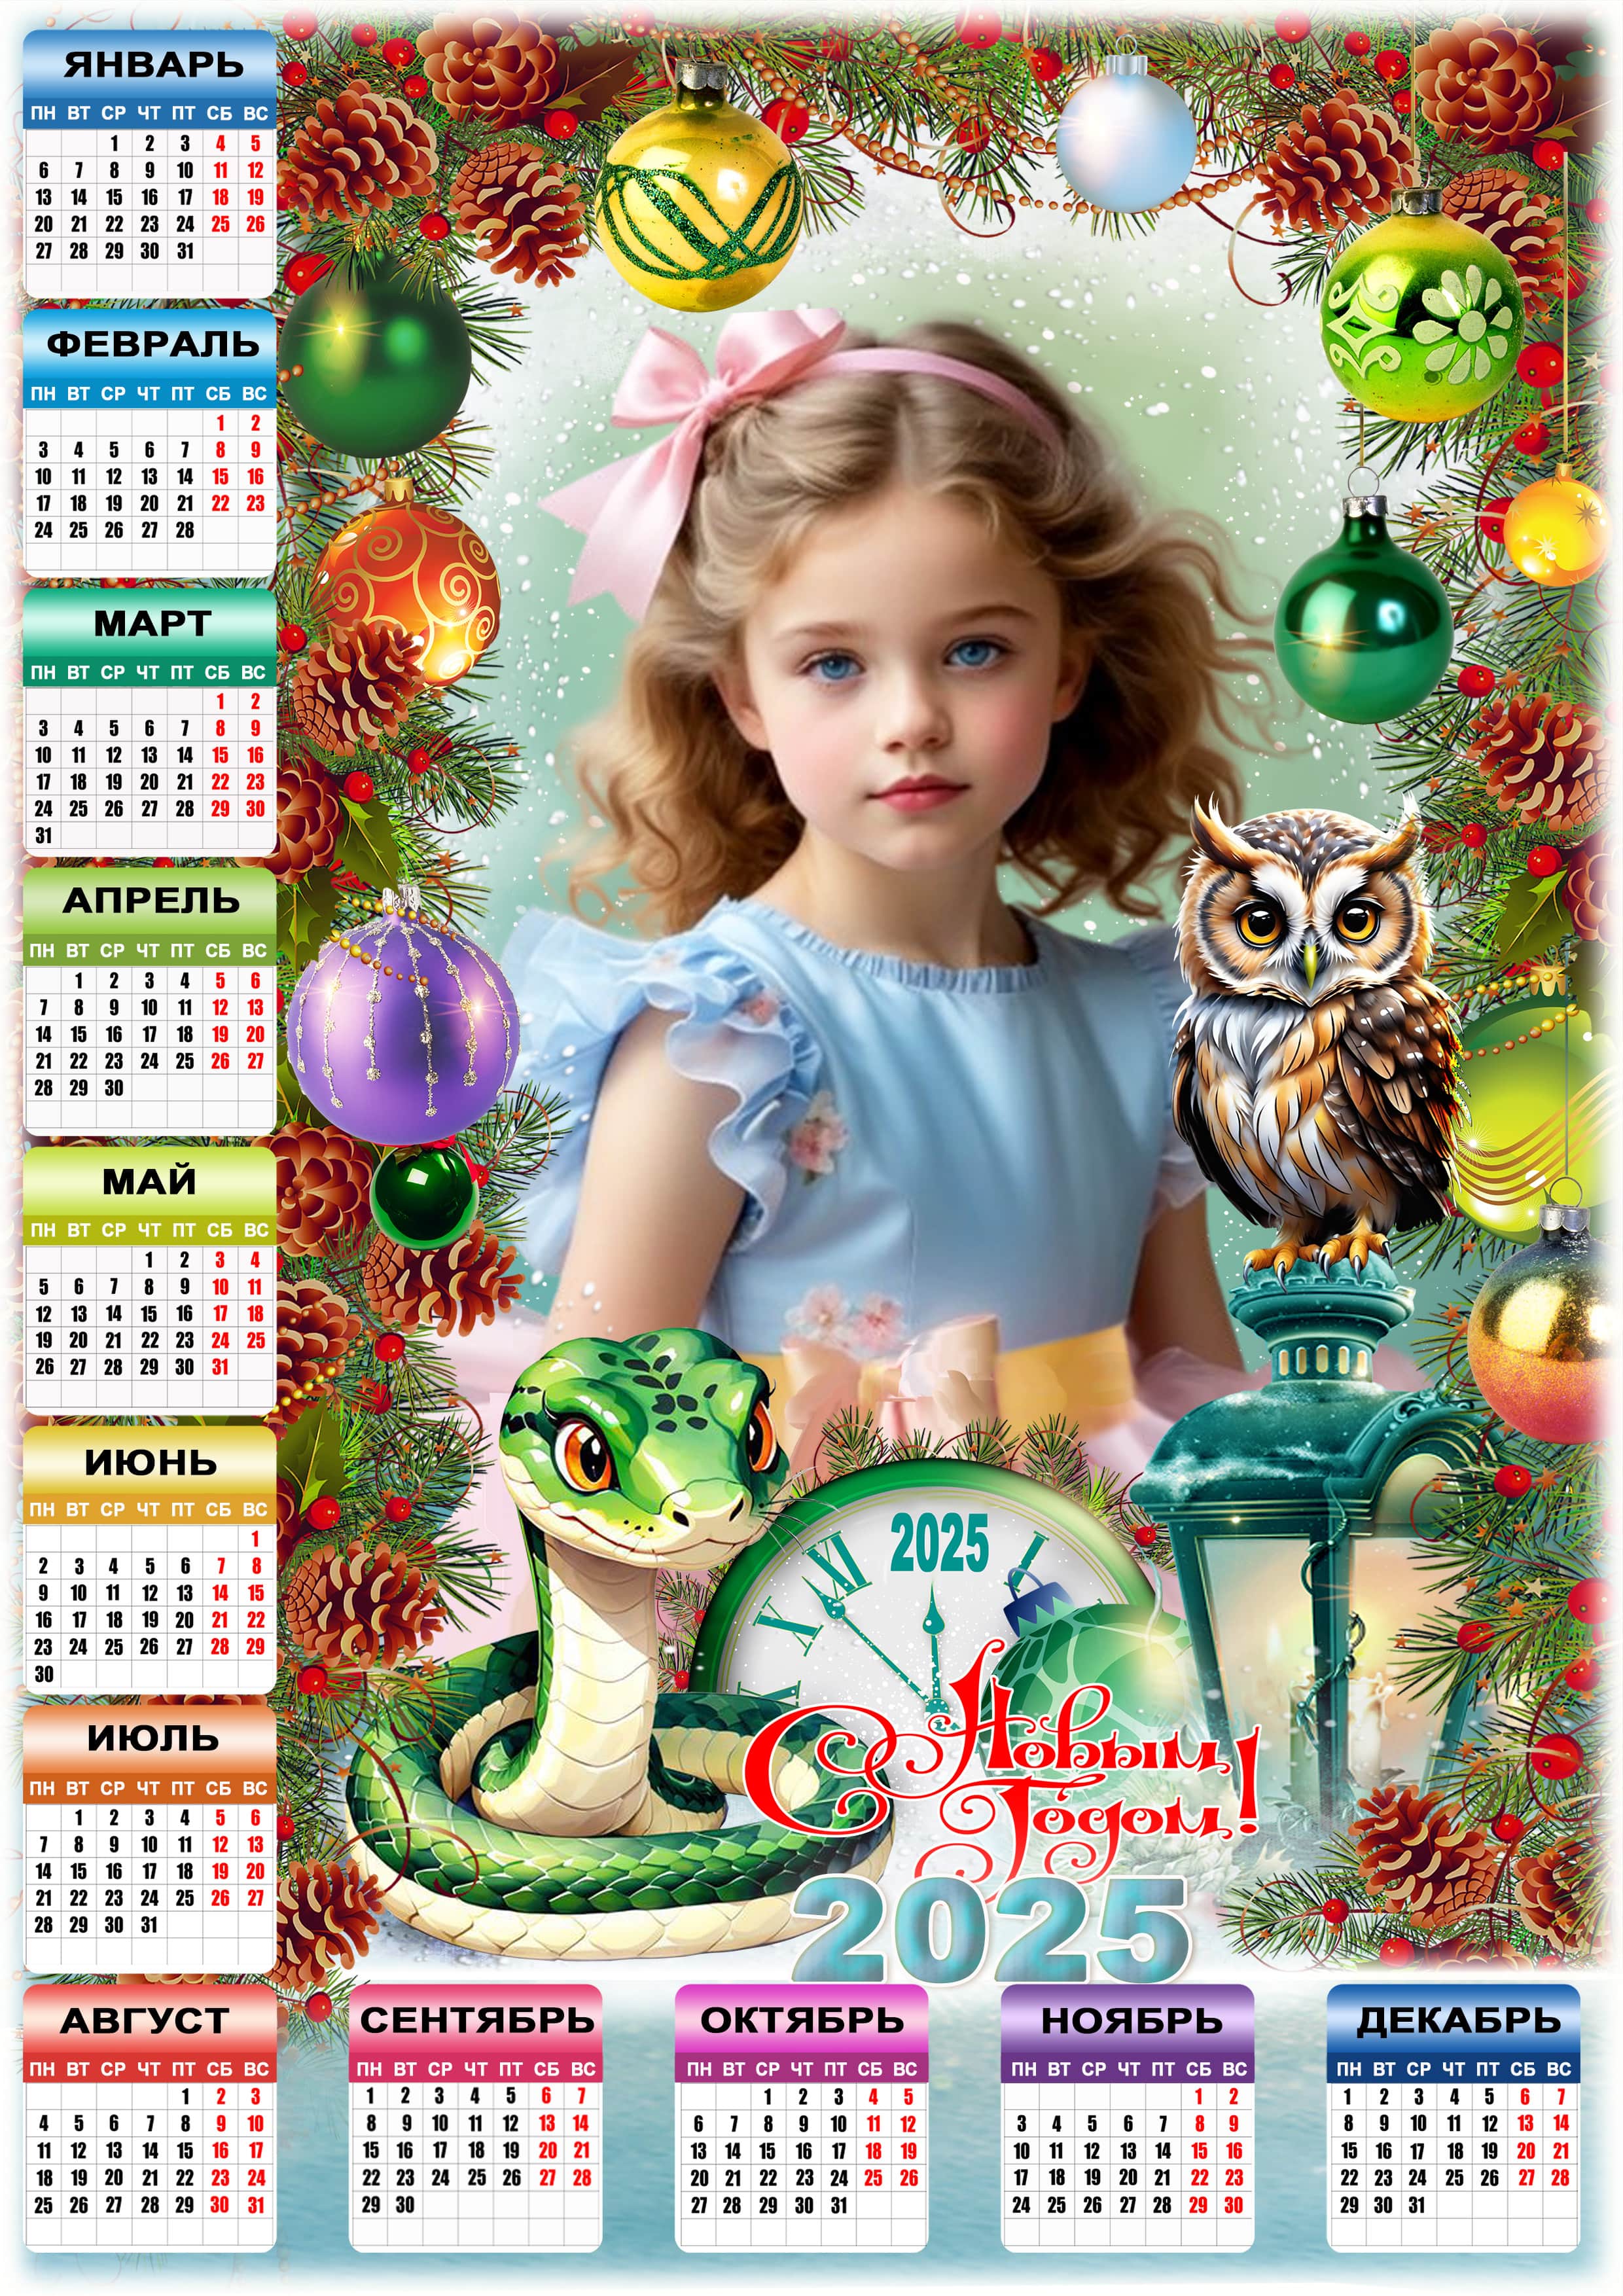 ЯНВАРЬ
ПН ВТ СР ЧТ ПТ СБ ВС
1 2 3 4 5
6 7 8 9 10 11 12
13 14 15 16 17 18 19
20 21 22 23 24 25 26
27 28 29 30 31
ФЕВРАЛЬ
ПН ВТ СР ЧТ ПТ СБ ВС
1 2
3 4 5 6 7 8 9
10 11 12 13 14 15 16
17 18 19 20 21 22 23
24 25 26 27 28
МАРТ
ПН ВТ СР ЧТ ПТ СБ ВС
1 2
3 4 5 6 7 8 9
10 11 12 13 14 15 16
17 18 19 20 21 22 23
24 25 26 27 28 29 30
31
АПРЕЛЬ
ПН ВТ СР ЧТ ПТ СБ ВС
1 2 3 4 5 6
7 8 9 10 11 12 13
14 15 16 17 18 19 20
21 22 23 24 25 26 27
28 29 30
МАЙ
ПН ВТ СР ЧТ ПТ СБ ВС
1 2 3 4
5 6 7 8 9 10 11
12 13 14 15 16 17 18
19 20 21 22 23 24 25
26 27 28 29 30 31
ИЮНЬ
ПН ВТ СР ЧТ ПТ СБ ВС
1
2 3 4 5 6 7 8
9 10 11 12 13 14 15
16 17 18 19 20 21 22
23 24 25 26 27 28 29
30
ИЮЛЬ
ПН ВТ СР ЧТ ПТ СБ ВС
1 2 3 4 5 6
7 8 9 10 11 12 13
14 15 16 17 18 19 20
21 22 23 24 25 26 27
28 29 30 31
2025
I
XI
X
С Новым
Годом!
2025
АВГУСТ
ПН ВТ СР ЧТ ПТ СБ ВС
1 2 3
4 5 6 7 8 9 10
11 12 13 14 15 16 17
18 19 20 21 22 23 24
25 26 27 28 29 30 31
СЕНТЯБРЬ
ПН ВТ СР ЧТ ПТ СБ ВС
1 2 3 4 5 6 7
8 9 10 11 12 13 14
15 16 17 18 19 20 21
22 23 24 25 26 27 28
29 30
ОКТЯБРЬ
ПН ВТ СР ЧТ ПТ СБ ВС
1 2 3 4 5
6 7 8 9 10 11 12
13 14 15 16 17 18 19
20 21 22 23 24 25 26
27 28 29 30 31
НОЯБРЬ
ПН ВТ СР ЧТ ПТ СБ ВС
1 2
3 4 5 6 7 8 9
10 11 12 13 14 15 16
17 18 19 20 21 22 23
24 25 26 27 28 29 30
ДЕКАБРЬ
ПН ВТ СР ЧТ ПТ СБ ВС
1 2 3 4 5 6 7
8 9 10 11 12 13 14
15 16 17 18 19 20 21
22 23 24 25 26 27 28
29 30 31